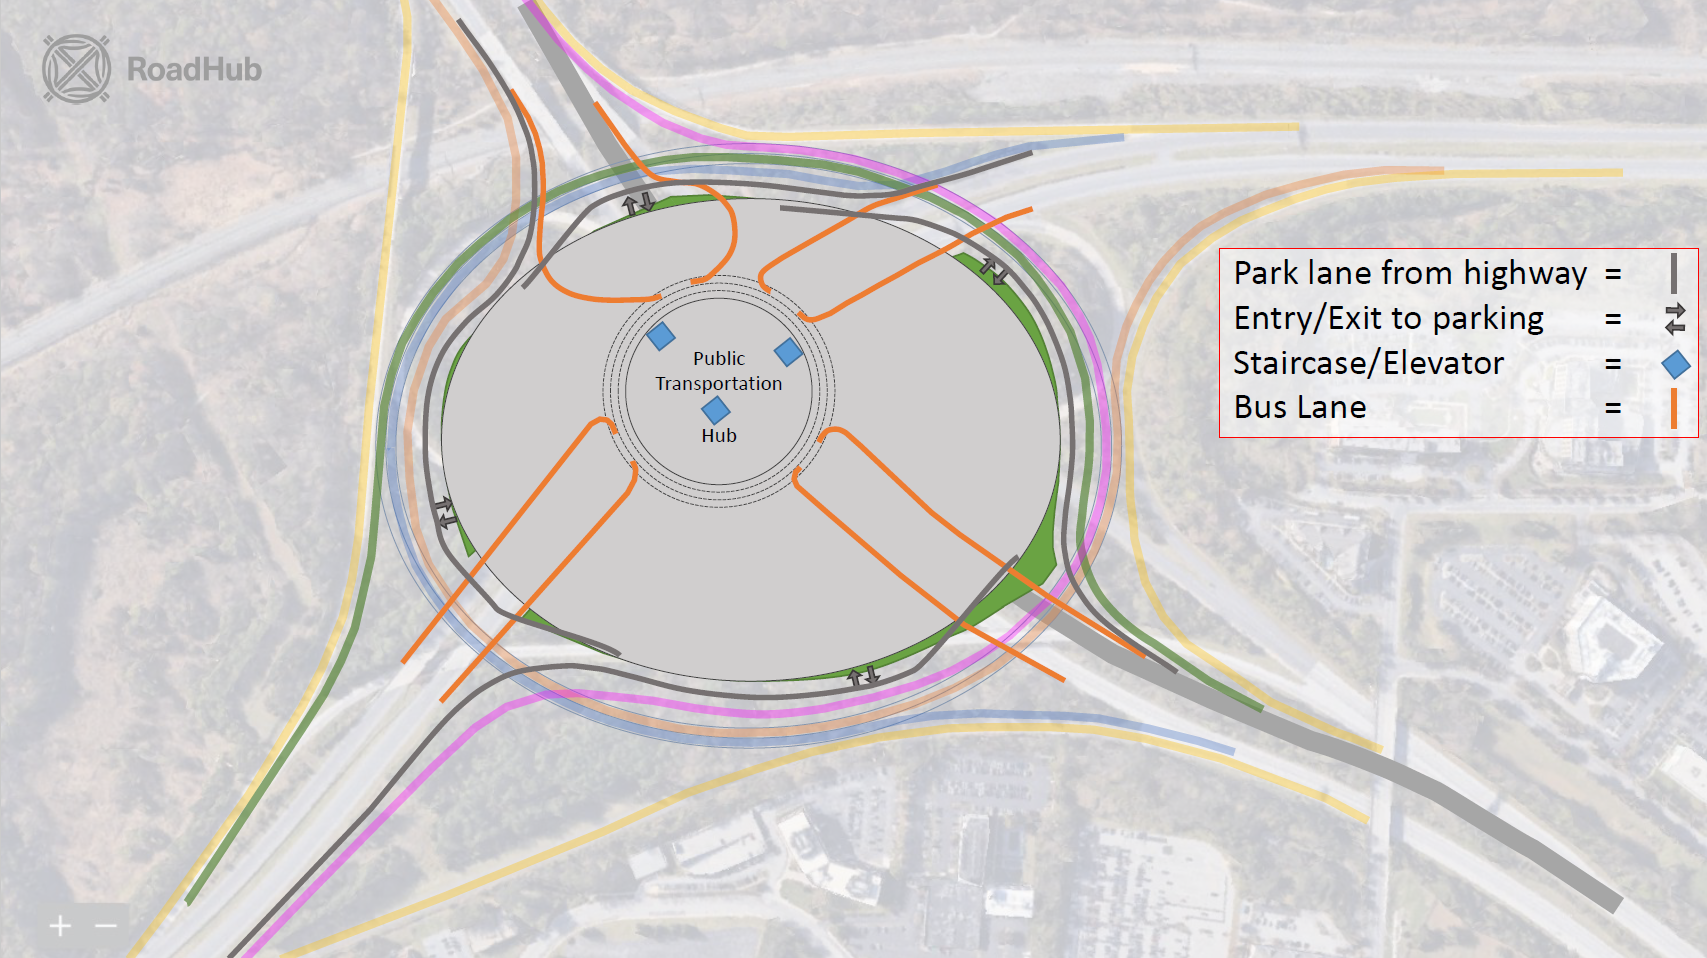 RoadHub
Park lane from highway =
Entry/Exit to parking =
Staircase/Elevator =
Bus Lane =
Public
Transportation
Hub
+ −